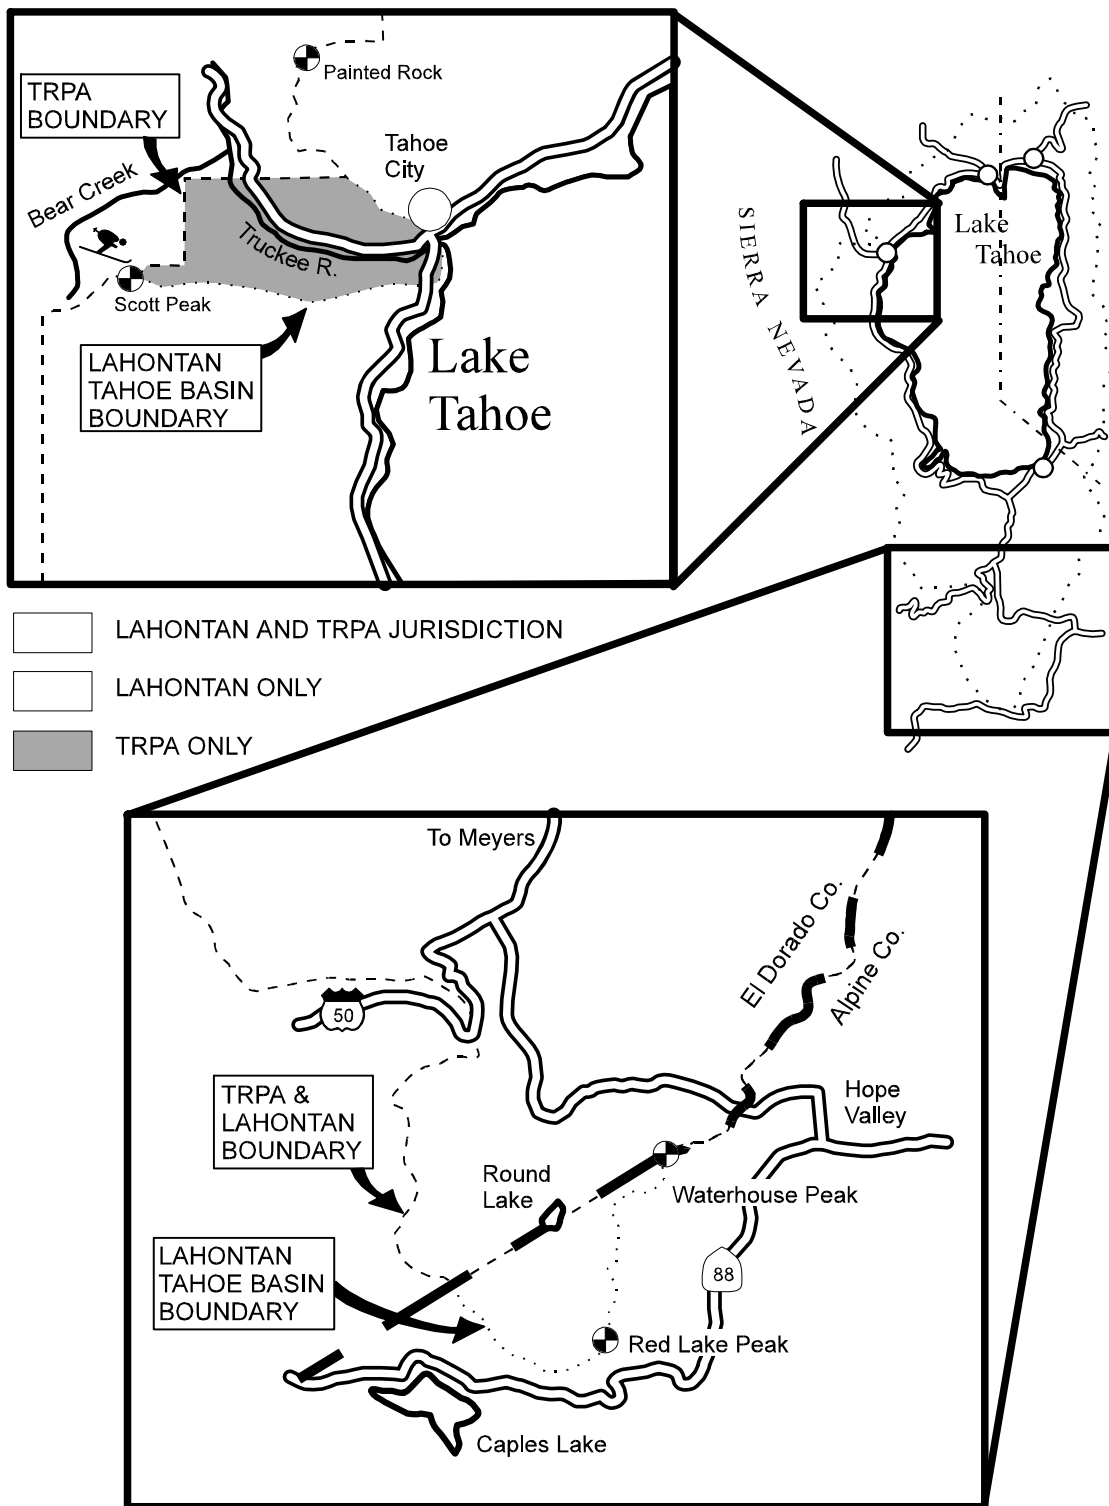 Painted Rock
TRPA
BOUNDARY
Tahoe
City
Bear Creek
Truckee R.
Scott Peak
LAHONTAN
TAHOE BASIN
BOUNDARY
Lake
Tahoe
SIERRA NEVADA
Lake
Tahoe
LAHONTAN AND TRPA JURISDICTION
LAHONTAN ONLY
TRPA ONLY
To Meyers
El Dorado Co.
Alpine Co.
50
TRPA &
LAHONTAN
BOUNDARY
Hope
Valley
Round
Lake
Waterhouse Peak
LAHONTAN
TAHOE BASIN
BOUNDARY
88
Red Lake Peak
Caples Lake